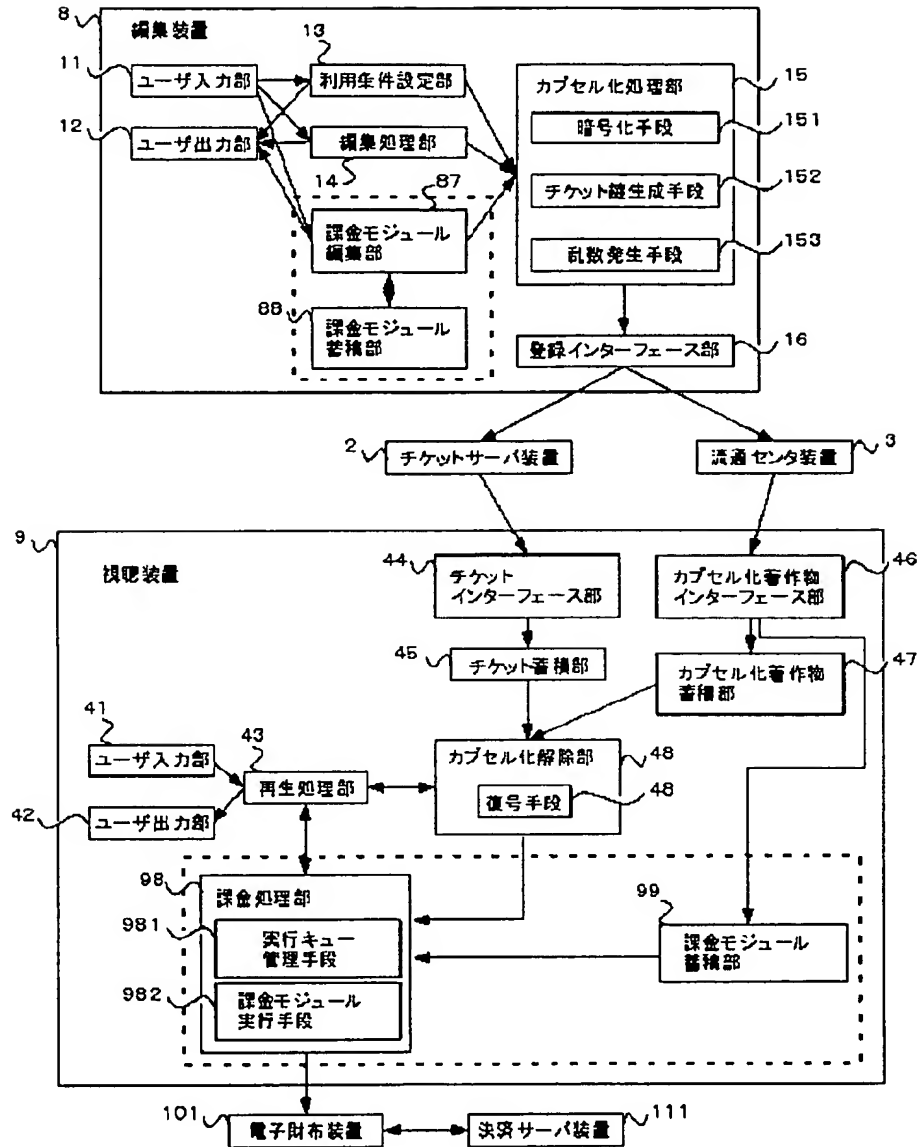 8
編集装置
11
ユーザ入力部
12
ユーザ出力部
13
利用条件設定部
編集処理部
14
87
課金モジュール
編集部
88
課金モジュール
蓄積部
15
カプセル化処理部
暗号化手段
151
チケット鍵生成手段
152
乱数発生手段
153
登録インターフェース部
16
2
チケットサーバ装置
3
流通センタ装置
9
視聴装置
44
チケット
インターフェース部
46
カプセル化著作物
インターフェース部
45
チケット蓄積部
47
カプセル化著作物
蓄積部
41
ユーザ入力部
42
ユーザ出力部
43
再生処理部
カプセル化解除部
48
復号手段
48
98
課金処理部
981
実行キュー
管理手段
982
課金モジュール
実行手段
99
課金モジュール
蓄積部
101
電子財布装置
111
決済サーバ装置